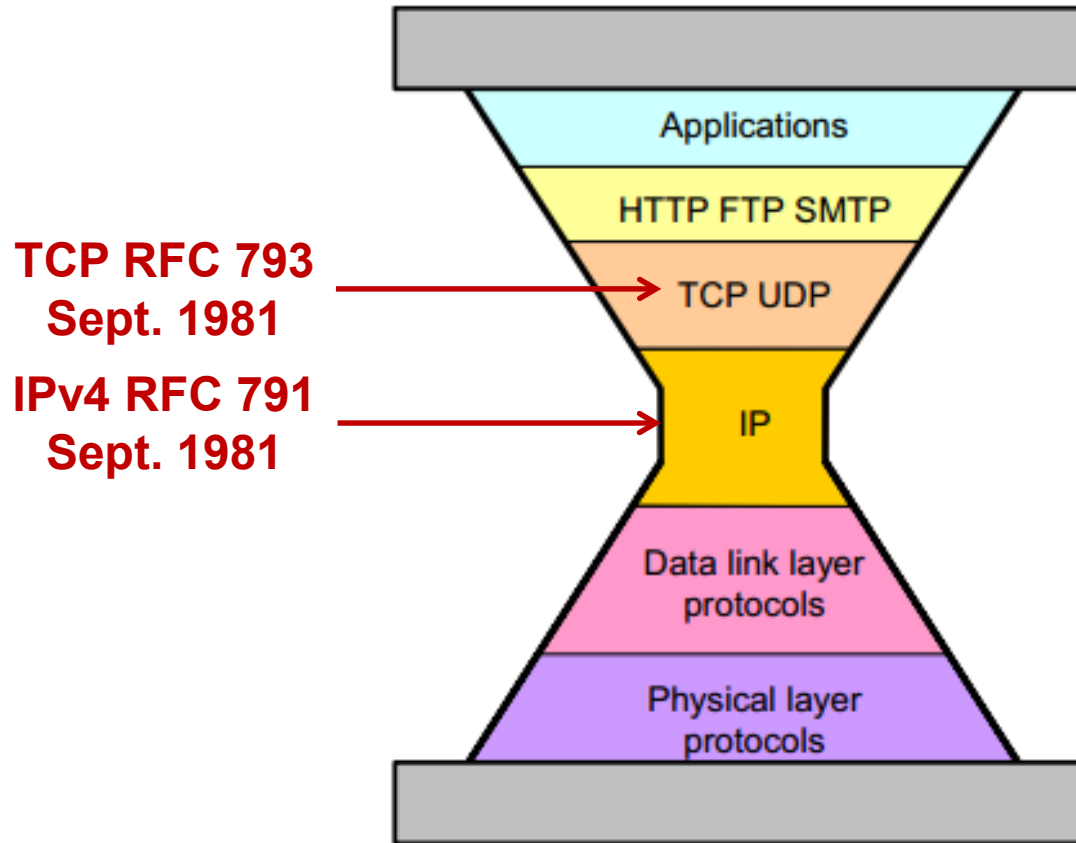 Applications
HTTP FTP SMTP
TCP RFC 793
Sept. 1981
TCP UDP
IPv4 RFC 791
Sept. 1981
IP
Data link layer
protocols
Physical layer
protocols